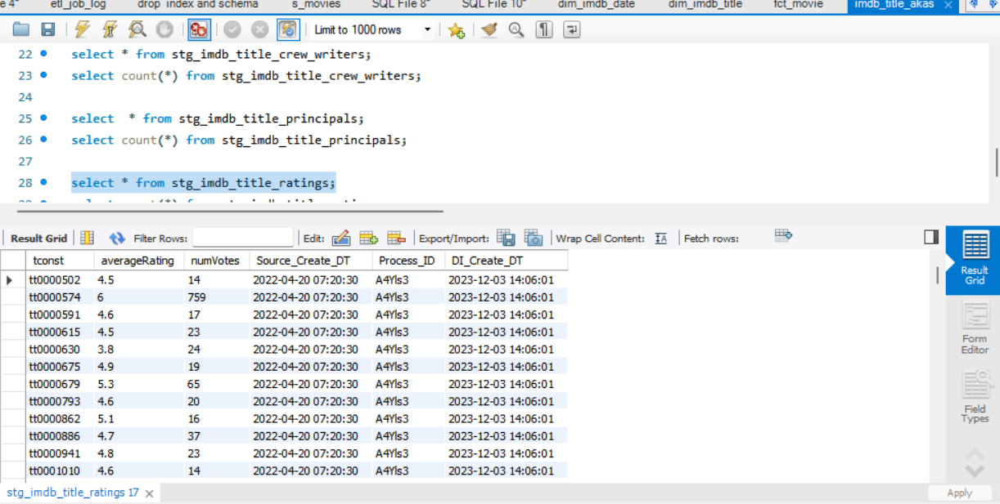 e 4* etl_job_log drop index and schema s_movies SQL File 8* SQL File 10* dim_imdb_date dim_imdb_title fct_movie imdb_title_akas
Limit to 1000 rows
22 select * from stg_imdb_title_crew_writers;
23 select count(*) from stg_imdb_title_crew_writers;
24
25 select  * from stg_imdb_title_principals;
26 select count(*) from stg_imdb_title_principals;
27
28 select * from stg_imdb_title_ratings;
Result Grid Filter Rows: Edit: Export/Import: Wrap Cell Content: Fetch rows:
tconst averageRating numVotes Source_Create_DT Process_ID DI_Create_DT
tt0000502 4.5 14 2022-04-20 07:20:30 A4Yls3 2023-12-03 14:06:01
tt0000574 6 759 2022-04-20 07:20:30 A4Yls3 2023-12-03 14:06:01
tt0000591 4.6 17 2022-04-20 07:20:30 A4Yls3 2023-12-03 14:06:01
tt0000615 4.5 23 2022-04-20 07:20:30 A4Yls3 2023-12-03 14:06:01
tt0000630 3.8 24 2022-04-20 07:20:30 A4Yls3 2023-12-03 14:06:01
tt0000675 4.9 19 2022-04-20 07:20:30 A4Yls3 2023-12-03 14:06:01
tt0000679 5.3 65 2022-04-20 07:20:30 A4Yls3 2023-12-03 14:06:01
tt0000793 4.6 20 2022-04-20 07:20:30 A4Yls3 2023-12-03 14:06:01
tt0000862 5.1 16 2022-04-20 07:20:30 A4Yls3 2023-12-03 14:06:01
tt0000886 4.7 37 2022-04-20 07:20:30 A4Yls3 2023-12-03 14:06:01
tt0000941 4.8 23 2022-04-20 07:20:30 A4Yls3 2023-12-03 14:06:01
tt0001010 4.6 14 2022-04-20 07:20:30 A4Yls3 2023-12-03 14:06:01
Result
Grid
Form
Editor
Field
Types
stg_imdb_title_ratings 17 Apply